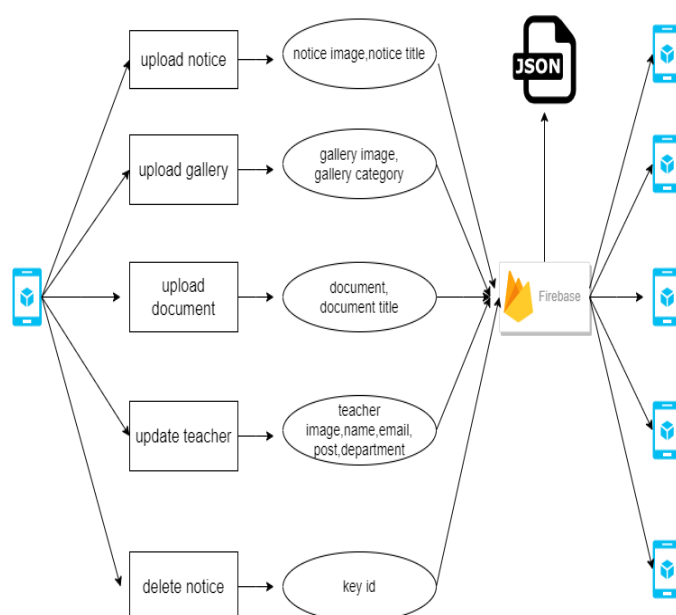 upload notice
notice image,notice title
JSON
upload gallery
gallery image,
gallery category
upload
document
document,
document title
Firebase
update teacher
teacher
image,name,email,
post,department
delete notice
key id